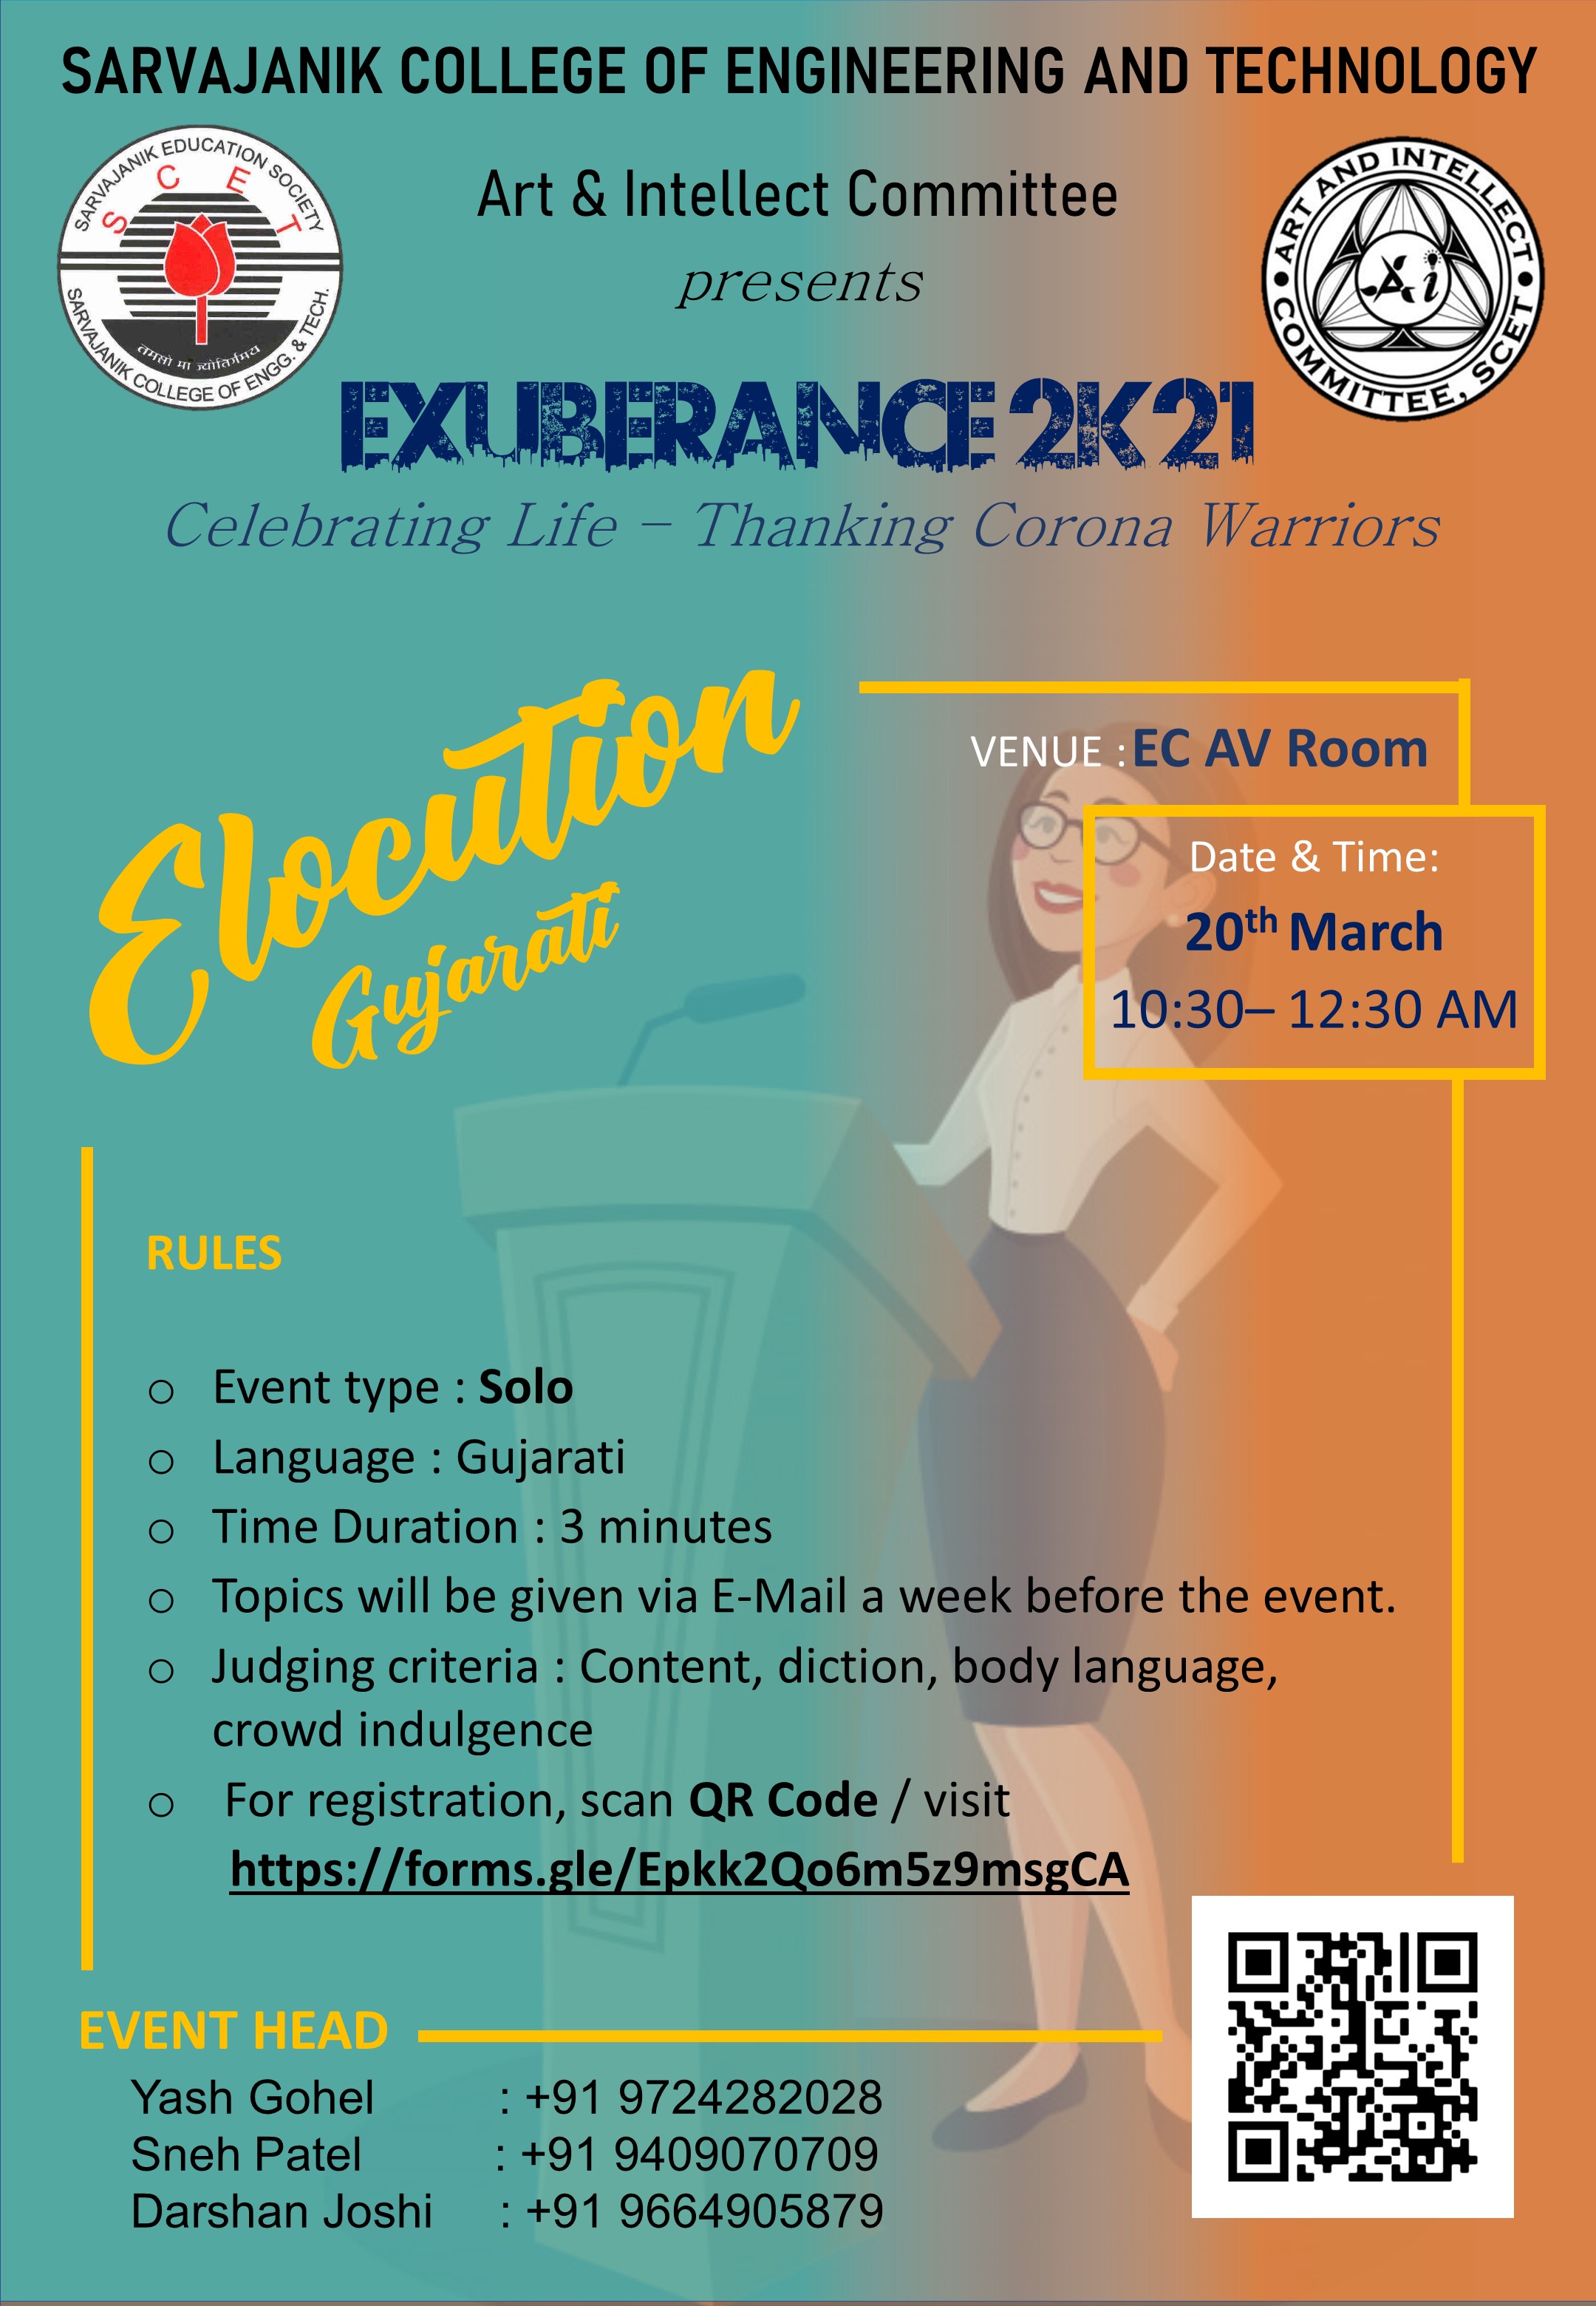 SARVAJANIK COLLEGE OF ENGINEERING AND TECHNOLOGY
SARVAJANIK EDUCATION SOCIETY
S C E T
तमसो मा ज्योतिर्गमय
SARVAJANIK COLLEGE OF ENGG. & TECH.
Art & Intellect Committee
presents
ART AND INTELLECT
Ai
COMMITTEE, SCET
EXUBERANCE 2K21
Celebrating Life – Thanking Corona Warriors
Elocution
Gujarati
VENUE : EC AV Room
Date & Time:
20th March
10:30– 12:30 AM
RULES
o Event type : Solo
o Language : Gujarati
o Time Duration : 3 minutes
o Topics will be given via E-Mail a week before the event.
o Judging criteria : Content, diction, body language,
crowd indulgence
o For registration, scan QR Code / visit
https://forms.gle/Epkk2Qo6m5z9msgCA
EVENT HEAD
Yash Gohel : +91 9724282028
Sneh Patel : +91 9409070709
Darshan Joshi : +91 9664905879